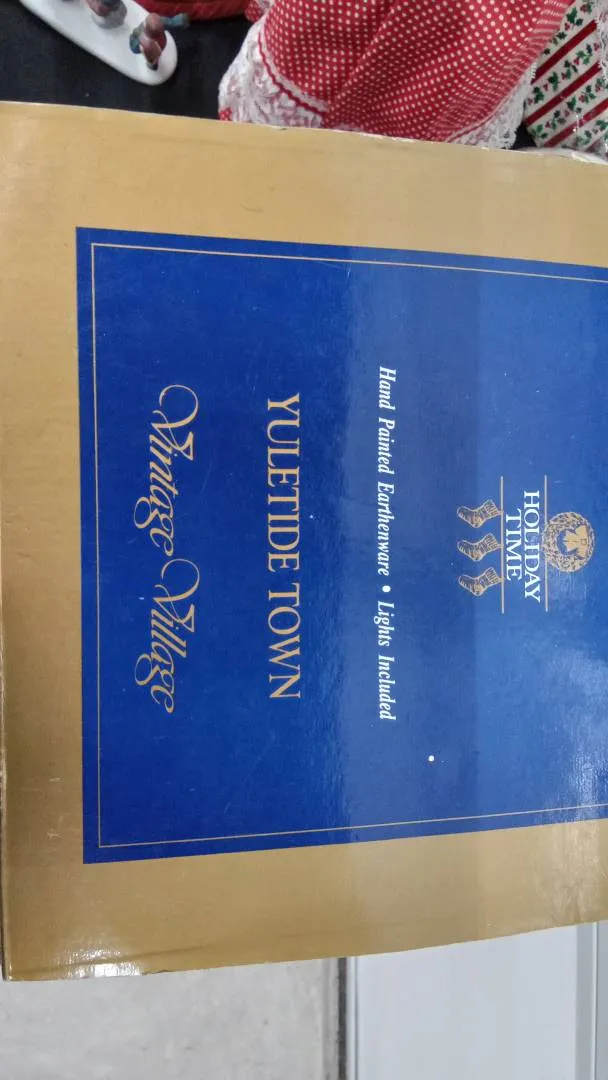 HOLIDAY
TIME
Hand Painted Earthenware • Lights Included
YULETIDE TOWN
Vintage Village